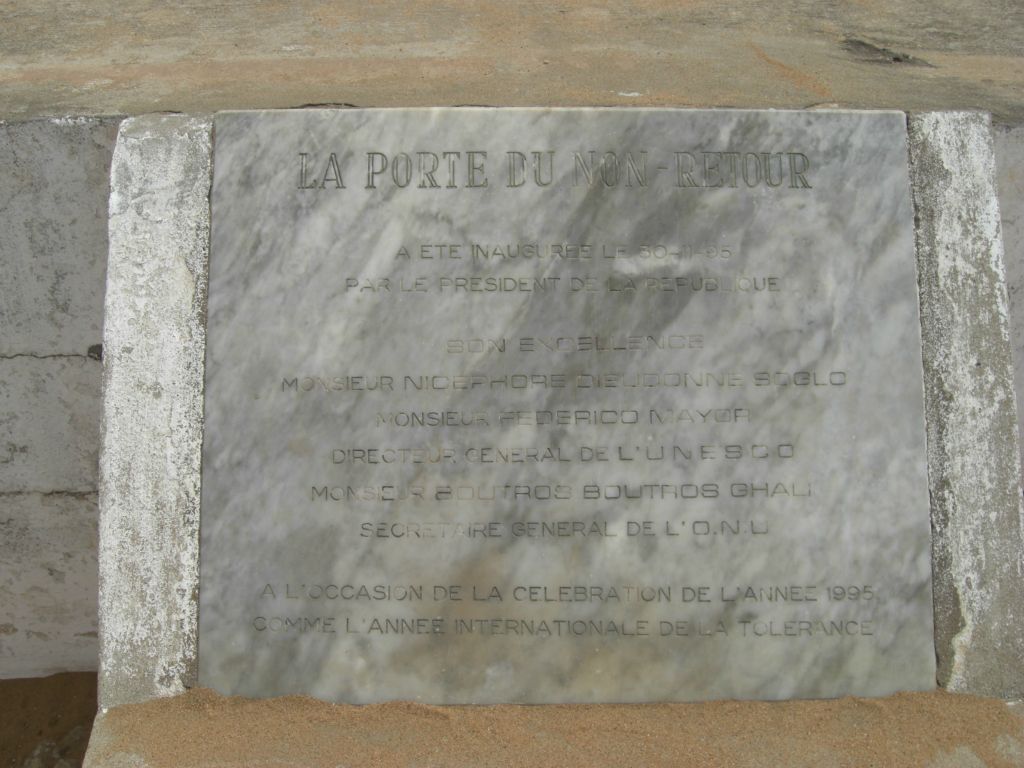 LA PORTE DU NON-RETOUR
A ETE INAUGURÉE LE 30-11-95
PAR LE PRESIDENT DE LA REPUBLIQUE
SON EXCELLENCE
MONSIEUR NICEPHORE DIEUDONNE SOGLO
MONSIEUR FEDERICO MAYOR
DIRECTEUR GENERAL DE L'UNESCO
MONSIEUR BOUTROS BOUTROS GHALI
SECRETAIRE GENERAL DE L'O.N.U
A L'OCCASION DE LA CELEBRATION DE L'ANNEE 1995
COMME L'ANNEE INTERNATIONALE DE LA TOLERANCE